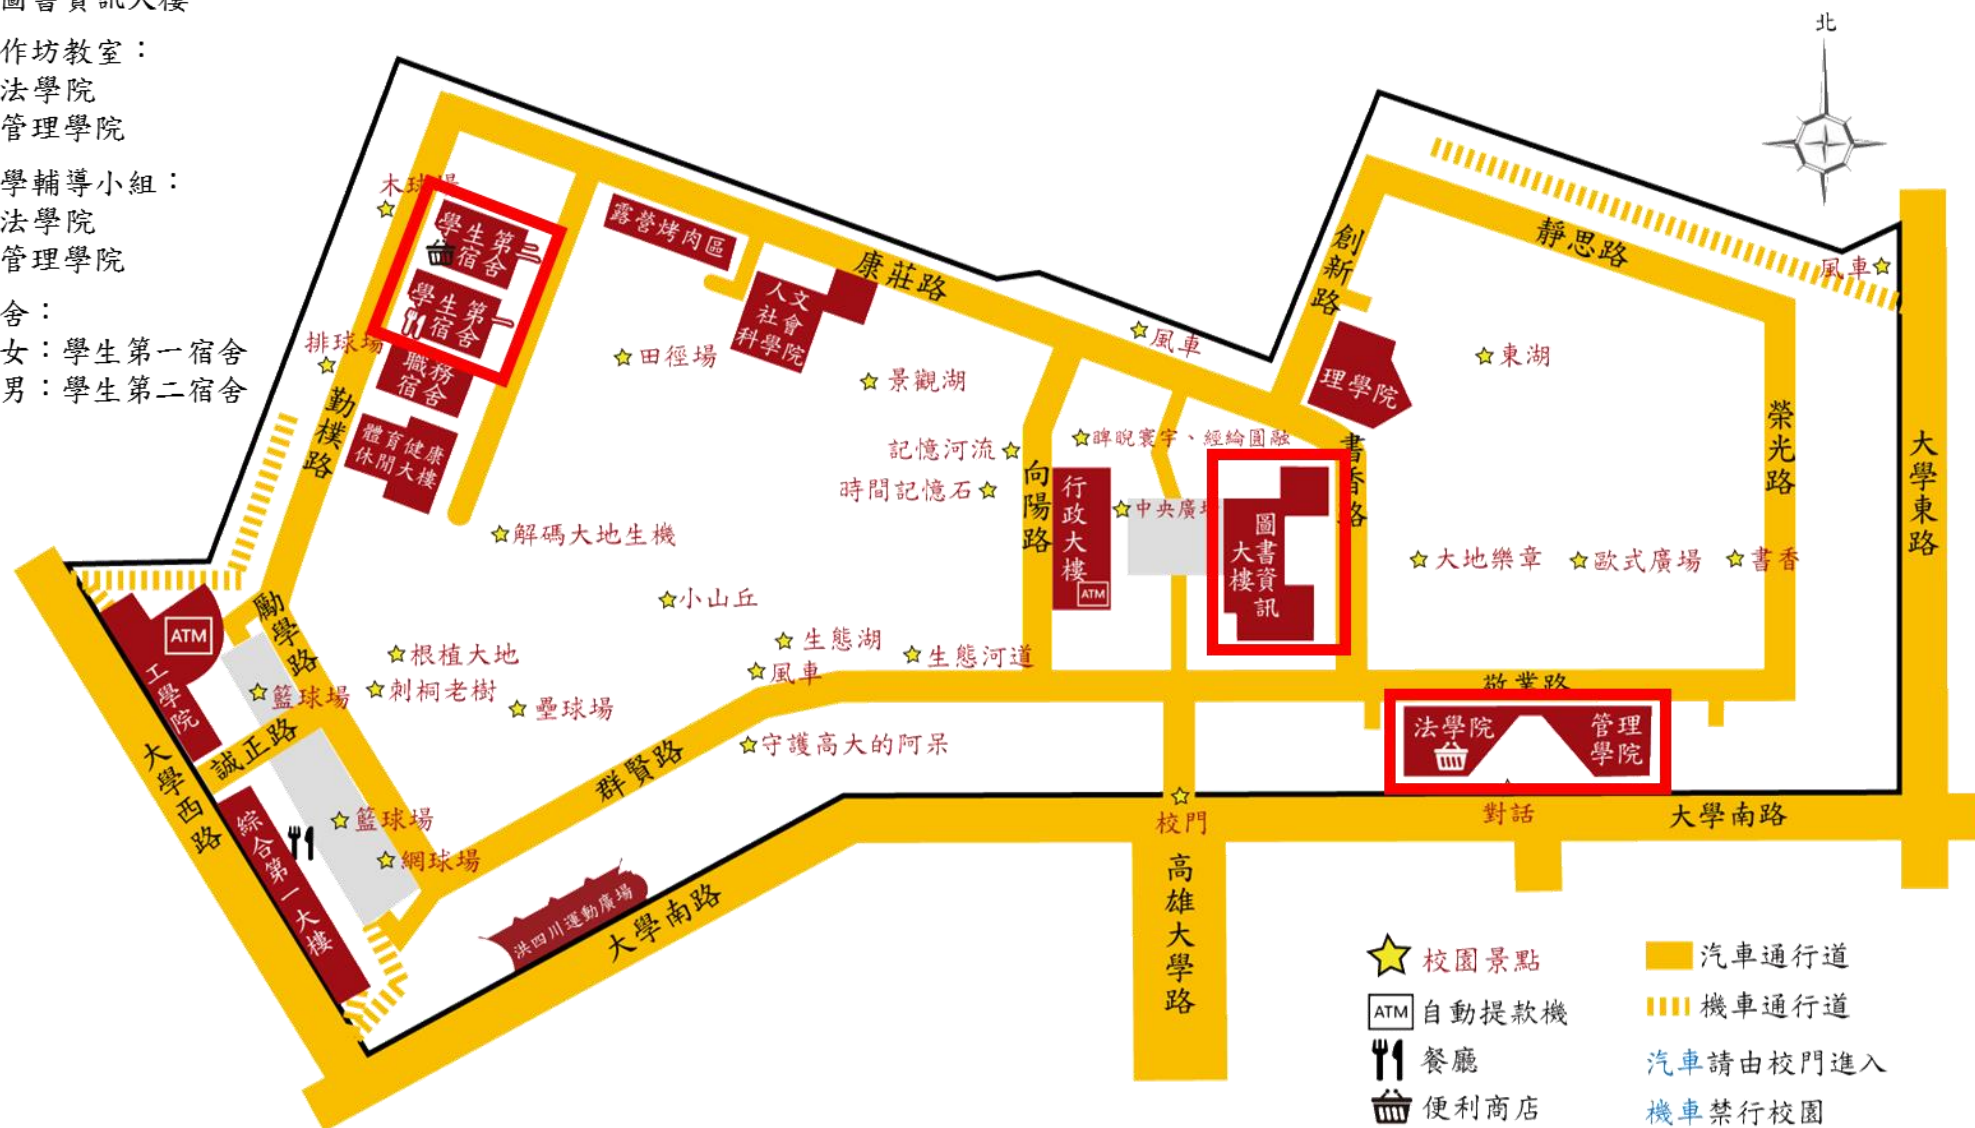 圖書資訊大樓
作坊教室：
法學院
管理學院
學輔導小組：
法學院
管理學院
舍：
女：學生第一宿舍
男：學生第二宿舍
北
木球場
學生第二宿舍
學生第一宿舍
排球場
職務宿舍
體育健康休閒大樓
勤樸路
露營烤肉區
人文社會科學院
康莊路
田徑場
景觀湖
記憶河流
時間記憶石
解碼大地生機
小山丘
向陽路
行政大樓
ATM
風車
睥睨寰宇、經綸圓融
中央廣場
圖書資訊大樓
書香路
創新路
理學院
靜思路
風車
東湖
榮光路
大學東路
大地樂章
歐式廣場
書香
勵學路
ATM
工學院
籃球場
根植大地
刺桐老樹
壘球場
生態湖
風車
生態河道
守護高大的阿呆
敬業路
法學院
管理學院
對話
大學南路
校門
高雄大學路
群賢路
誠正路
大學西路
綜合第一大樓
籃球場
網球場
洪四川運動廣場
大學南路
校園景點
ATM 自動提款機
餐廳
便利商店
汽車通行道
機車通行道
汽車請由校門進入
機車禁行校園